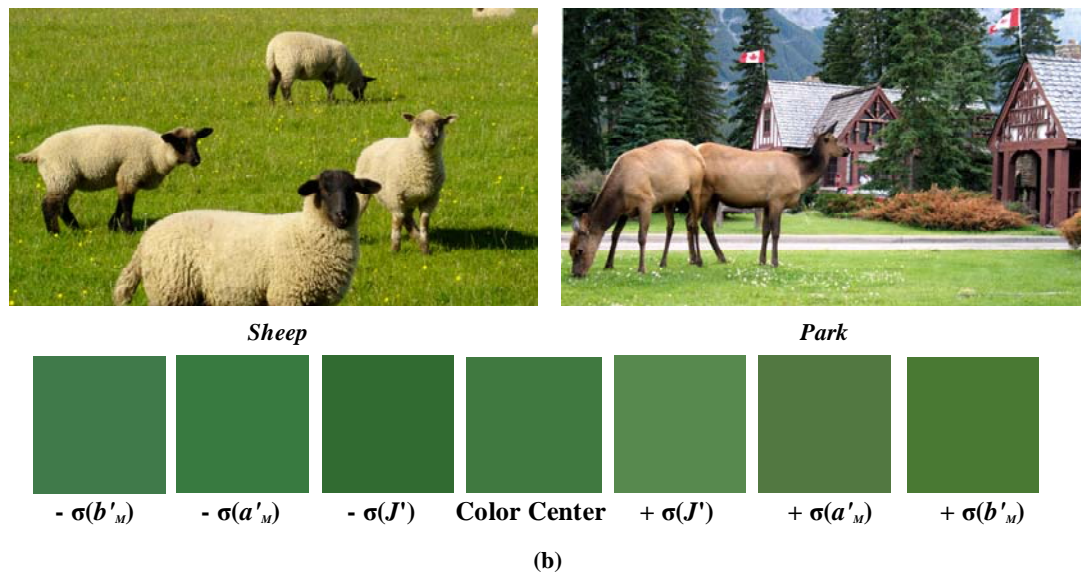 Sheep Park
- σ(b'M) - σ(a'M) - σ(J') Color Center + σ(J') + σ(a'M) + σ(b'M)
(b)